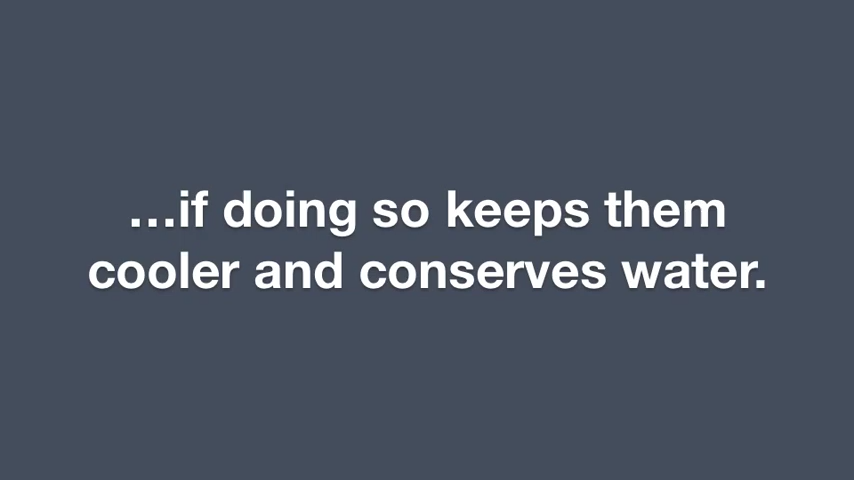 …if doing so keeps them
cooler and conserves water.